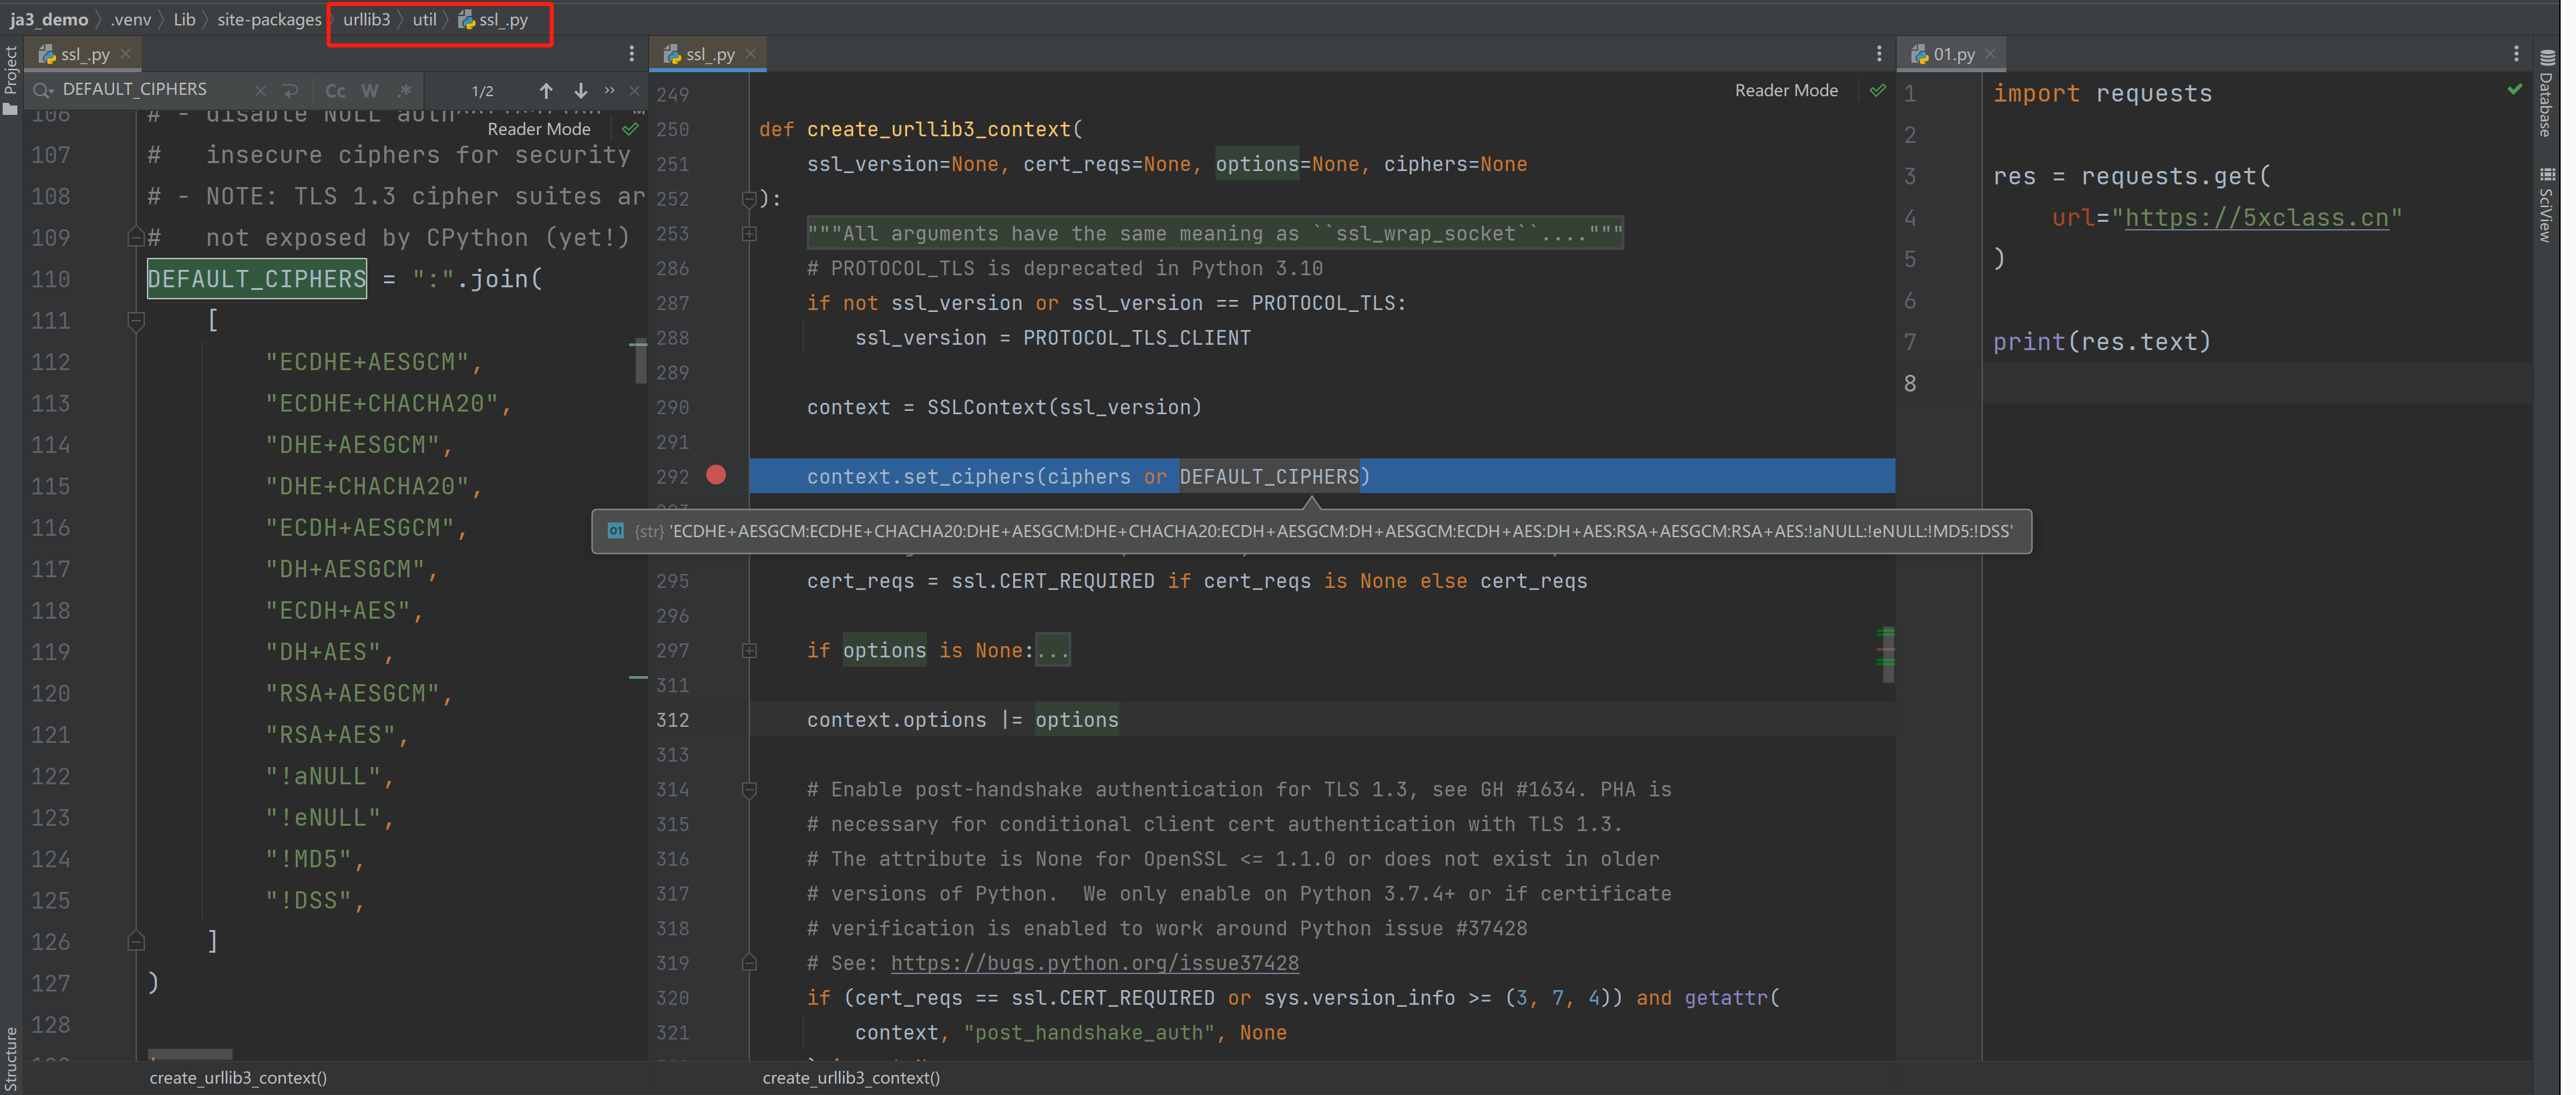 ja3_demo 〉 .venv 〉 Lib 〉 site-packages 〉 urllib3 〉 util 〉 ssl_.py
Project
Structure
ssl_.py
DEFAULT_CIPHERS
Cc W .*
1/2
Reader Mode
106 # - disable NULL
107 #   insecure ciphers for security
108 # - NOTE: TLS 1.3 cipher suites ar
109 #   not exposed by CPython (yet!)
110 DEFAULT_CIPHERS = ":".join(
111     [
112         "ECDHE+AESGCM",
113         "ECDHE+CHACHA20",
114         "DHE+AESGCM",
115         "DHE+CHACHA20",
116         "ECDH+AESGCM",
117         "DH+AESGCM",
118         "ECDH+AES",
119         "DH+AES",
120         "RSA+AESGCM",
121         "RSA+AES",
122         "!aNULL",
123         "!eNULL",
124         "!MD5",
125         "!DSS",
126     ]
127 )
128
create_urllib3_context()
ssl_.py
Reader Mode
249
250 def create_urllib3_context(
251     ssl_version=None, cert_reqs=None, options=None, ciphers=None
252 ):
253     """All arguments have the same meaning as ``ssl_wrap_socket``...."""
286     # PROTOCOL_TLS is deprecated in Python 3.10
287     if not ssl_version or ssl_version == PROTOCOL_TLS:
288         ssl_version = PROTOCOL_TLS_CLIENT
289
290     context = SSLContext(ssl_version)
291
292     context.set_ciphers(ciphers or DEFAULT_CIPHERS)
01 {str} 'ECDHE+AESGCM:ECDHE+CHACHA20:DHE+AESGCM:DHE+CHACHA20:ECDH+AESGCM:DH+AESGCM:ECDH+AES:DH+AES:RSA+AESGCM:RSA+AES:!aNULL:!eNULL:!MD5:!DSS'
295     cert_reqs = ssl.CERT_REQUIRED if cert_reqs is None else cert_reqs
296
297     if options is None:...
311
312     context.options |= options
313
314     # Enable post-handshake authentication for TLS 1.3, see GH #1634. PHA is
315     # necessary for conditional client cert authentication with TLS 1.3.
316     # The attribute is None for OpenSSL <= 1.1.0 or does not exist in older
317     # versions of Python.  We only enable on Python 3.7.4+ or if certificate
318     # verification is enabled to work around Python issue #37428
319     # See: https://bugs.python.org/issue37428
320     if (cert_reqs == ssl.CERT_REQUIRED or sys.version_info >= (3, 7, 4)) and getattr(
321         context, "post_handshake_auth", None
create_urllib3_context()
01.py
1 import requests
2
3 res = requests.get(
4     url="https://5xclass.cn"
5 )
6
7 print(res.text)
8
Database
SciView